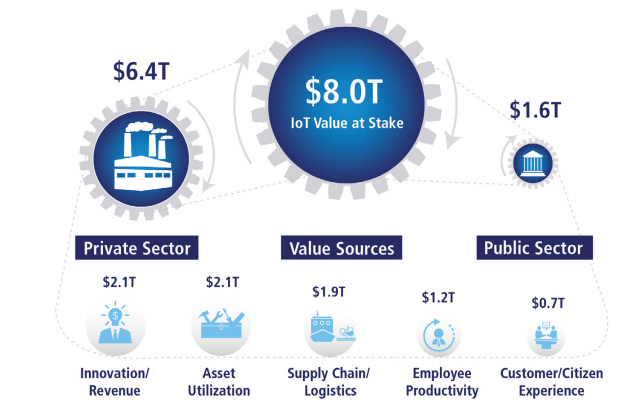 $8.0T
IoT Value at Stake
$6.4T
$1.6T
Private Sector
Value Sources
Public Sector
$2.1T
$2.1T
$1.9T
$1.2T
$0.7T
$
Innovation/
Revenue
Asset
Utilization
Supply Chain/
Logistics
Employee
Productivity
Customer/Citizen
Experience